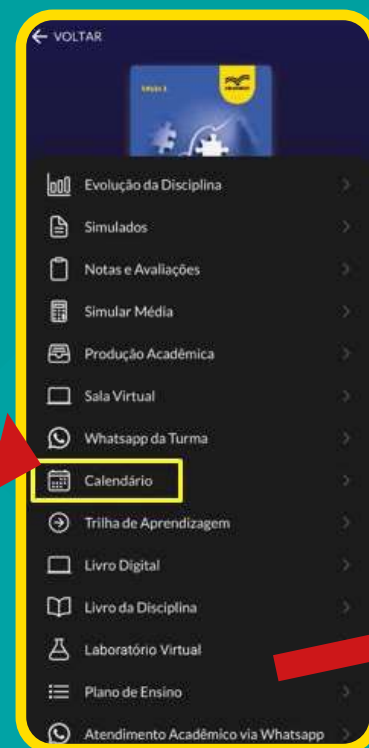 ← VOLTAR
Evolução da Disciplina
Simulados
Notas e Avaliações
Simular Média
Produção Acadêmica
Sala Virtual
Whatsapp da Turma
Calendário
Trilha de Aprendizagem
Livro Digital
Livro da Disciplina
Laboratório Virtual
Plano de Ensino
Atendimento Acadêmico via Whatsapp